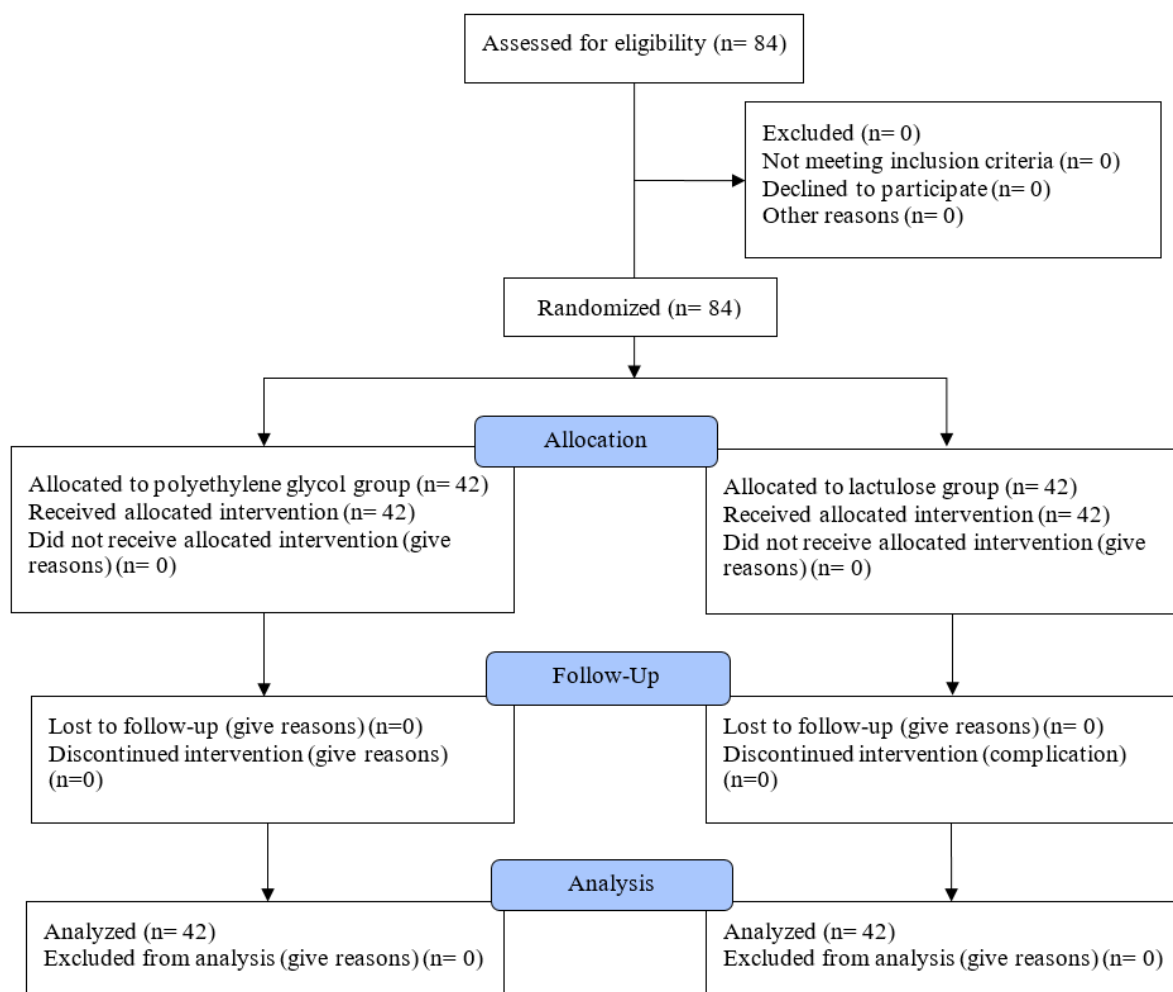 Assessed for eligibility (n= 84)
Excluded (n= 0)
Not meeting inclusion criteria (n= 0)
Declined to participate (n= 0)
Other reasons (n= 0)
Randomized (n= 84)
Allocation
Allocated to polyethylene glycol group (n= 42)
Received allocated intervention (n= 42)
Did not receive allocated intervention (give
reasons) (n= 0)
Allocated to lactulose group (n= 42)
Received allocated intervention (n= 42)
Did not receive allocated intervention (give
reasons) (n= 0)
Follow-Up
Lost to follow-up (give reasons) (n=0)
Discontinued intervention (give reasons)
(n=0)
Lost to follow-up (give reasons) (n= 0)
Discontinued intervention (complication)
(n=0)
Analysis
Analyzed (n= 42)
Excluded from analysis (give reasons) (n= 0)
Analyzed (n= 42)
Excluded from analysis (give reasons) (n= 0)